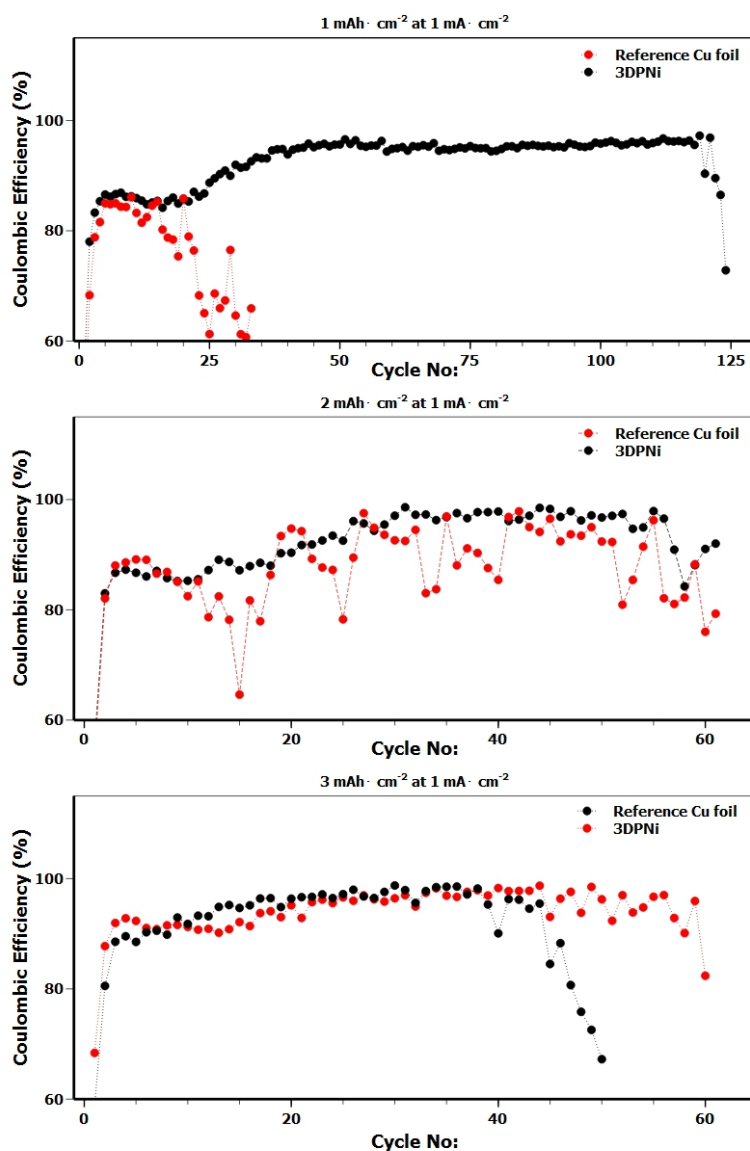 1 mAh· cm⁻² at 1 mA· cm⁻²
Reference Cu foil
3DPNi
Coulombic Efficiency (%)
100
80
60
0
25
50
75
100
125
Cycle No:
2 mAh· cm⁻² at 1 mA· cm⁻²
Reference Cu foil
3DPNi
Coulombic Efficiency (%)
100
80
60
0
20
40
60
Cycle No:
3 mAh· cm⁻² at 1 mA· cm⁻²
Reference Cu foil
3DPNi
Coulombic Efficiency (%)
100
80
60
0
20
40
60
Cycle No: